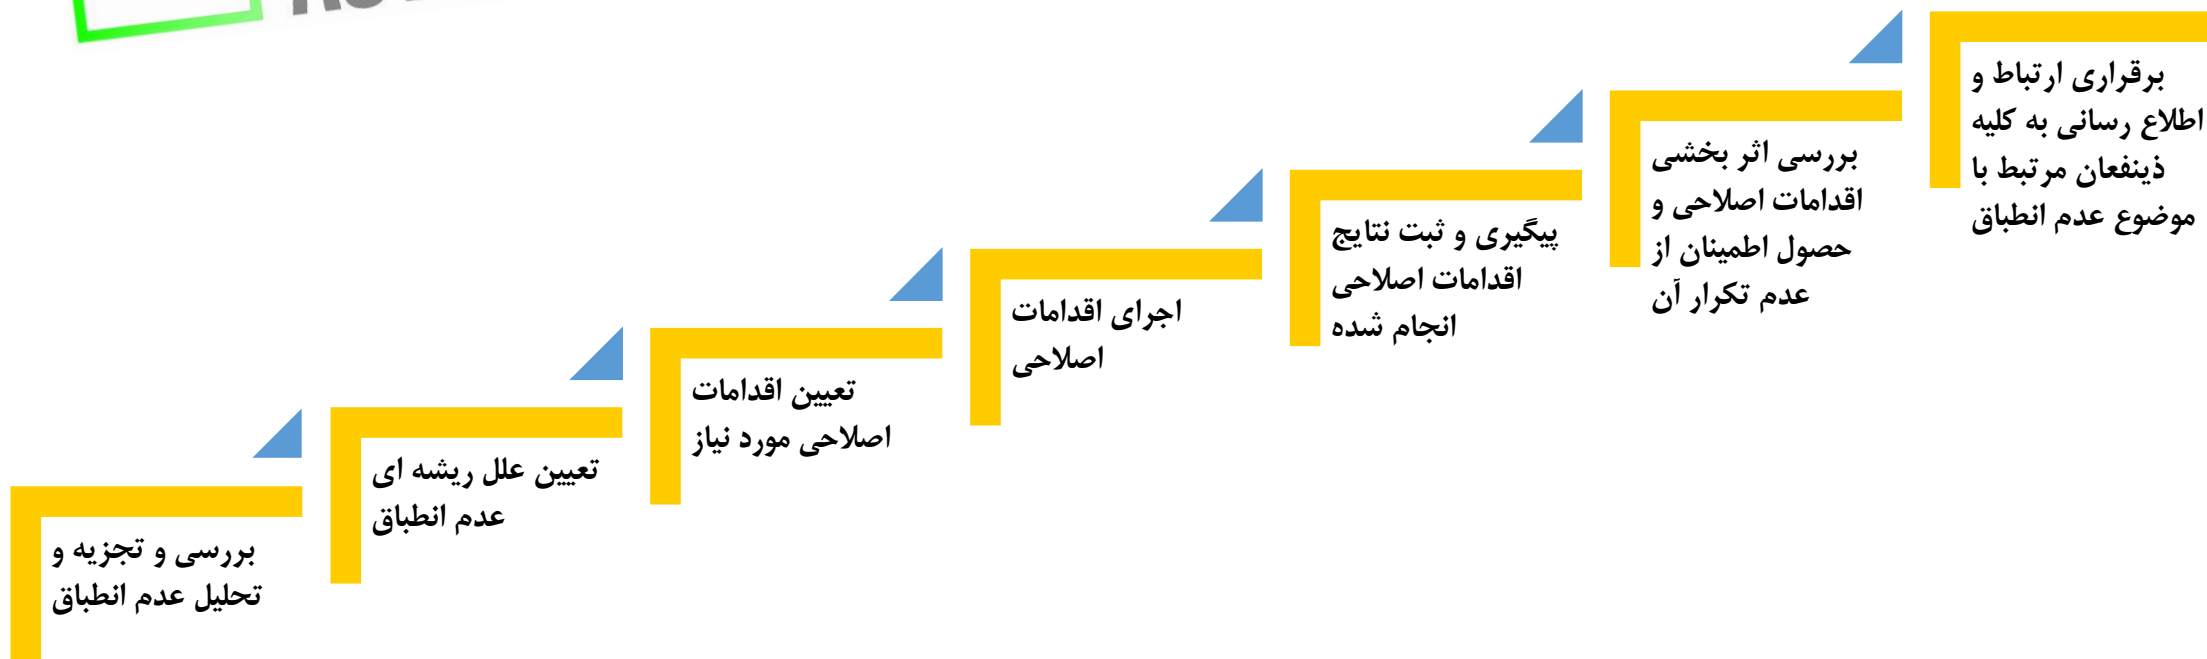 بررسی و تجزیه و
تحلیل عدم انطباق
تعیین علل ریشه ای
عدم انطباق
تعیین اقدامات
اصلاحی مورد نیاز
اجرای اقدامات
اصلاحی
پیگیری و ثبت نتایج
اقدامات اصلاحی
انجام شده
بررسی اثر بخشی
اقدامات اصلاحی و
حصول اطمینان از
عدم تکرار آن
برقراری ارتباط و
اطلاع رسانی به کلیه
ذینفعان مرتبط با
موضوع عدم انطباق